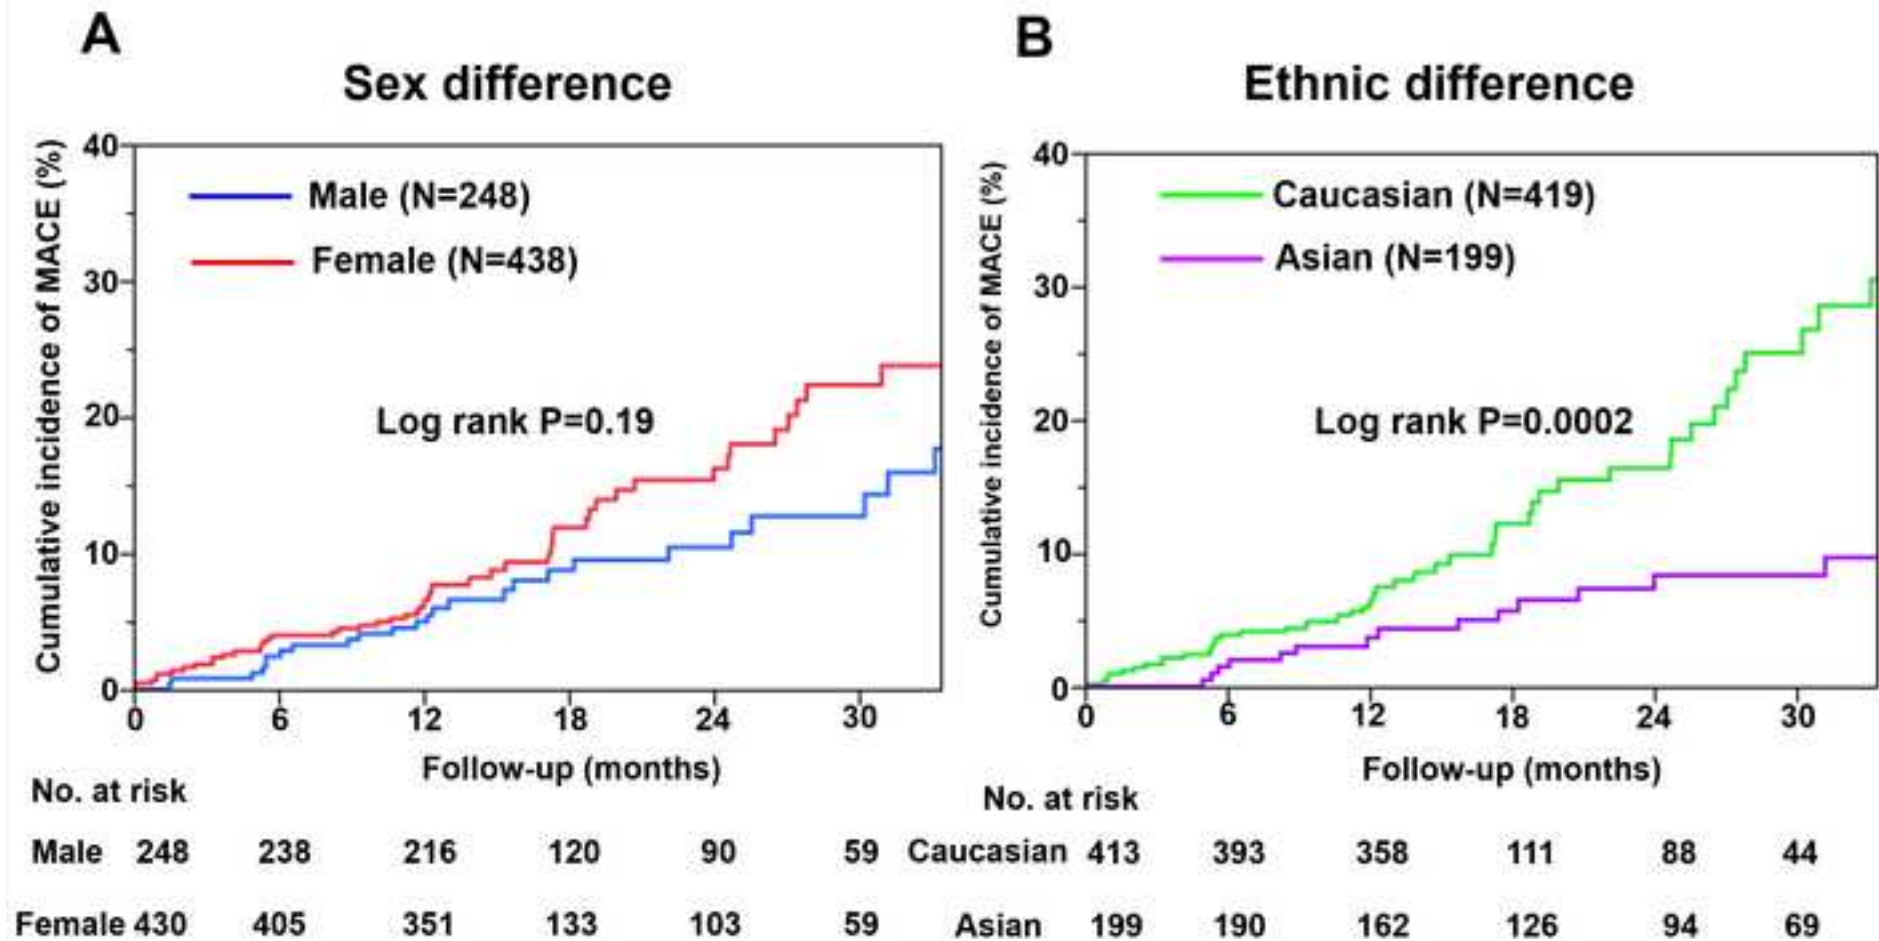 A
Sex difference
Cumulative incidence of MACE (%)
40
30
20
10
0
Male (N=248)
Female (N=438)
Log rank P=0.19
0 6 12 18 24 30
Follow-up (months)
No. at risk
Male 248 238 216 120 90 59
Female 430 405 351 133 103 59
B
Ethnic difference
Cumulative incidence of MACE (%)
40
30
20
10
0
Caucasian (N=419)
Asian (N=199)
Log rank P=0.0002
0 6 12 18 24 30
Follow-up (months)
No. at risk
Caucasian 413 393 358 111 88 44
Asian 199 190 162 126 94 69